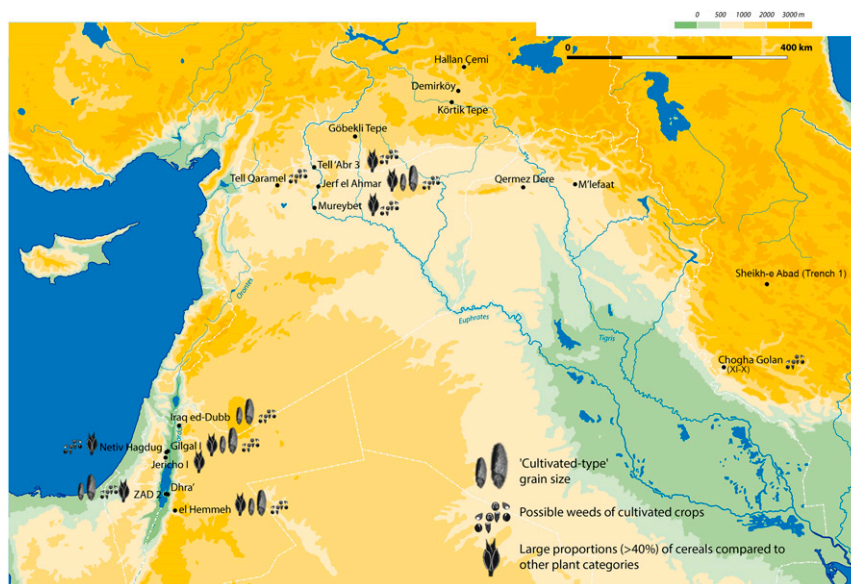 0 500 1000 2000 3000 m
0 400 km
Hallan Çemi
Demirköy
Körtik Tepe
Göbekli Tepe
Tell 'Abr 3
Tell Qaramel
Jerf el Ahmar
Qermez Dere
M'lefaat
Mureybet
Sheikh-e Abad (Trench 1)
Orontes
Euphrates
Tigris
Chogha Golan
(XI-X)
Iraq ed-Dubb
Netiv Hagdug
Gilgal I
Jericho I
ZAD 2
Dhra'
el Hemmeh
'Cultivated-type'
grain size
Possible weeds of cultivated crops
Large proportions (>40%) of cereals compared to
other plant categories